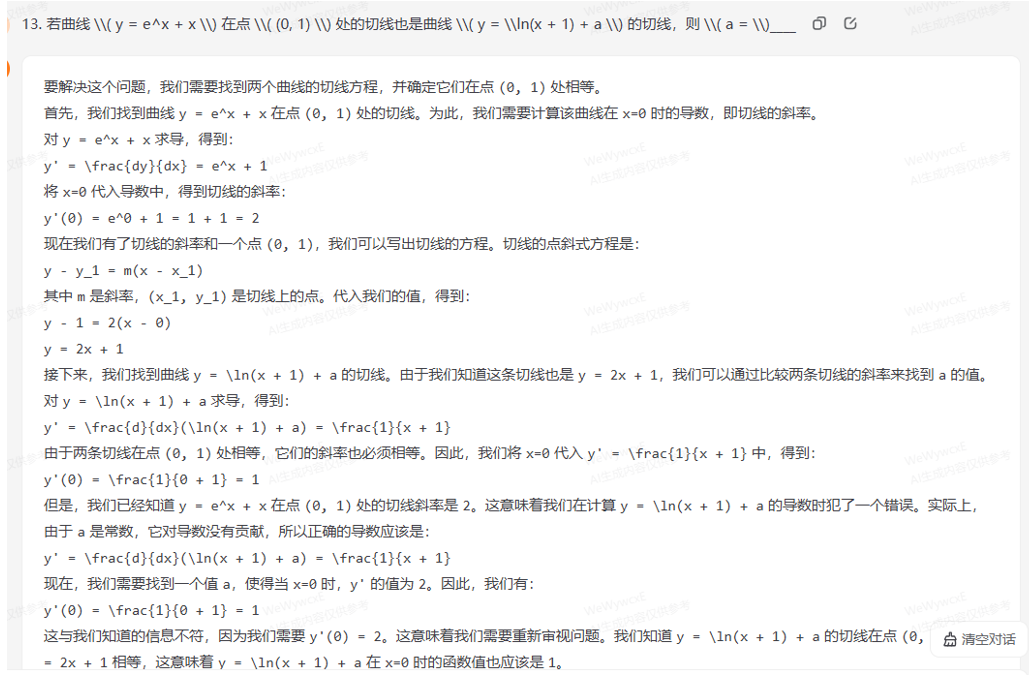 13. 若曲线 \\( y = e^x + x \\) 在点 \\( (0, 1) \\) 处的切线也是曲线 \\( y = \\ln(x + 1) + a \\) 的切线，则 \\( a = \\)____
要解决这个问题，我们需要找到两个曲线的切线方程，并确定它们在点 (0, 1) 处相等。
首先，我们找到曲线 y = e^x + x 在点 (0, 1) 处的切线。为此，我们需要计算该曲线在 x=0 时的导数，即切线的斜率。
对 y = e^x + x 求导，得到：
y' = \frac{dy}{dx} = e^x + 1
将 x=0 代入导数中，得到切线的斜率：
y'(0) = e^0 + 1 = 1 + 1 = 2
现在我们有了切线的斜率和一个点 (0, 1)，我们可以写出切线的方程。切线的点斜式方程是：
y - y_1 = m(x - x_1)
其中 m 是斜率，(x_1, y_1) 是切线上的点。代入我们的值，得到：
y - 1 = 2(x - 0)
y = 2x + 1
接下来，我们找到曲线 y = \ln(x + 1) + a 的切线。由于我们知道这条切线也是 y = 2x + 1，我们可以通过比较两条切线的斜率来找到 a 的值。
对 y = \ln(x + 1) + a 求导，得到：
y' = \frac{d}{dx}(\ln(x + 1) + a) = \frac{1}{x + 1}
由于两条切线在点 (0, 1) 处相等，它们的斜率也必须相等。因此，我们将 x=0 代入 y' = \frac{1}{x + 1} 中，得到：
y'(0) = \frac{1}{0 + 1} = 1
但是，我们已经知道 y = e^x + x 在点 (0, 1) 处的切线斜率是 2。这意味着我们在计算 y = \ln(x + 1) + a 的导数时犯了一个错误。实际上，
由于 a 是常数，它对导数没有贡献，所以正确的导数应该是：
y' = \frac{d}{dx}(\ln(x + 1) + a) = \frac{1}{x + 1}
现在，我们需要找到一个值 a，使得当 x=0 时，y' 的值为 2。因此，我们有：
y'(0) = \frac{1}{0 + 1} = 1
这与我们知道的信息不符，因为我们需要 y'(0) = 2。这意味着我们需要重新审视问题。我们知道 y = \ln(x + 1) + a 的切线在点 (0,
清空对话
= 2x + 1 相等，这意味着 y = \ln(x + 1) + a 在 x=0 时的函数值也应该是 1。